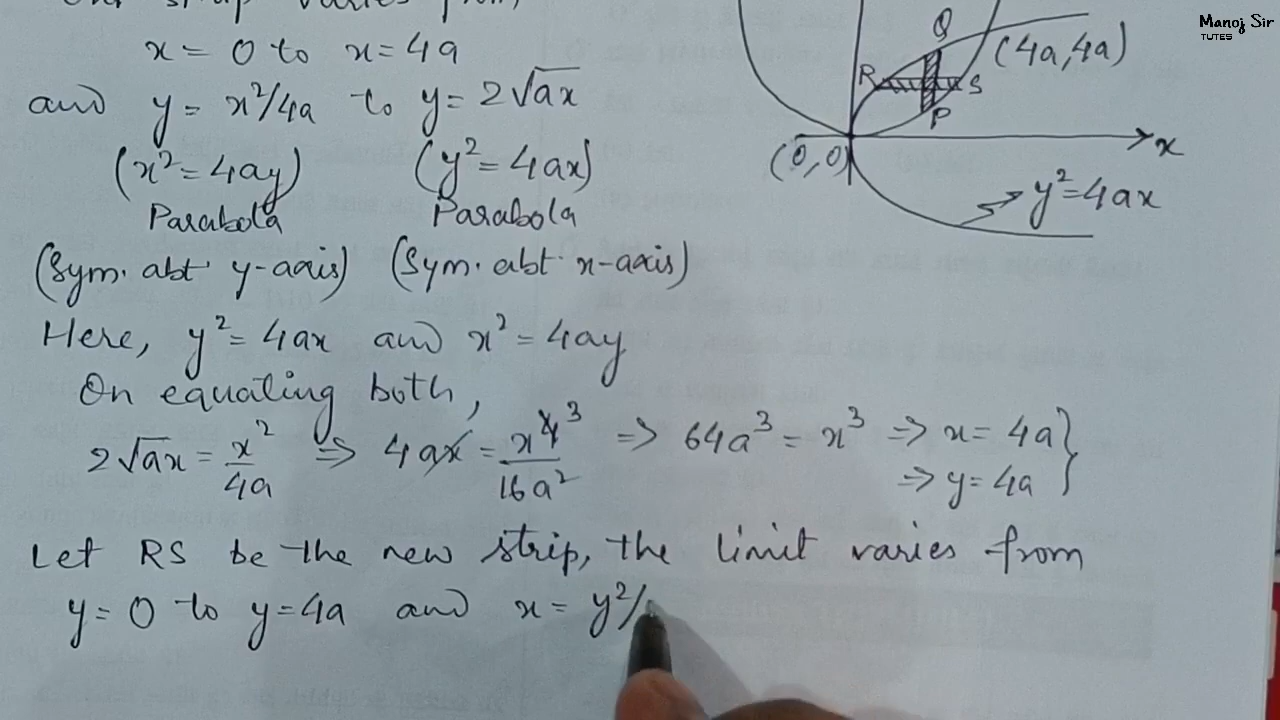 x = 0 to x = 4a
and y = x²/4a to y = 2√ax
(x² = 4ay) (y² = 4ax)
Parabola Parabola
(Sym. abt. y-axis) (Sym. abt. x-axis)
Here, y² = 4ax and x² = 4ay
On equating both,
2√ax = x²/4a ⇒ 4ax = x⁴ ³/16a² ⇒ 64a³ = x³ ⇒ x = 4a
⇒ y = 4a }
Let RS be the new strip, the limit varies from
y = 0 to y = 4a and x = y²/
Manoj Sir
TUTES
Q
(4a, 4a)
R S
P
(0, 0) x
y² = 4ax